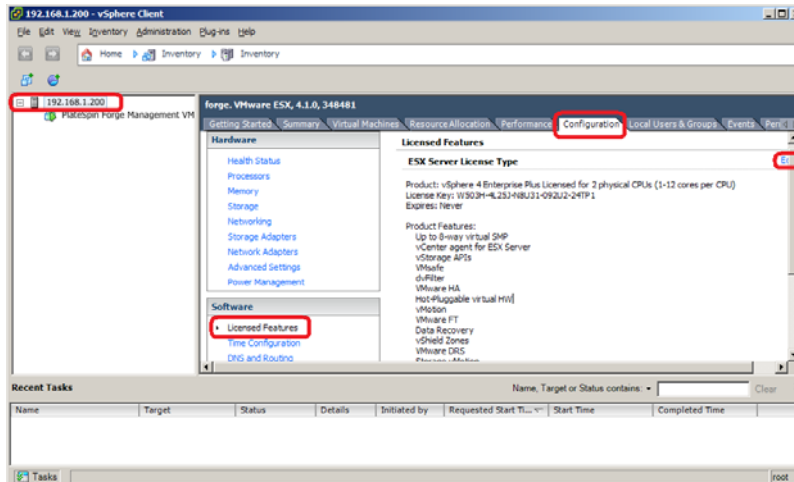 192.168.1.200 - vSphere Client
File Edit View Inventory Administration Plug-ins Help
Home Inventory Inventory
192.168.1.200
PlateSpin Forge Management VM
forge. VMware ESX, 4.1.0, 348481
Getting Started Summary Virtual Machines Resource Allocation Performance Configuration Local Users & Groups Events
Hardware
Health Status
Processors
Memory
Storage
Networking
Storage Adapters
Network Adapters
Advanced Settings
Power Management
Software
Licensed Features
Time Configuration
DNS and Routing
Licensed Features
ESX Server License Type
Product: vSphere 4 Enterprise Plus Licensed for 2 physical CPUs (1-12 cores per CPU)
License Key:
Expires: Never
Product Features:
Up to 8-way virtual SMP
vCenter agent for ESX Server
vStorage APIs
VMsafe
dvFilter
VMware HA
Hot-Pluggable virtual HW
vMotion
VMware FT
Data Recovery
vShield Zones
VMware DRS
Storage vMotion
Recent Tasks
Name, Target or Status contains:
Clear
Name Target Status Details Initiated by Requested Start Ti... Start Time Completed Time
Tasks
root